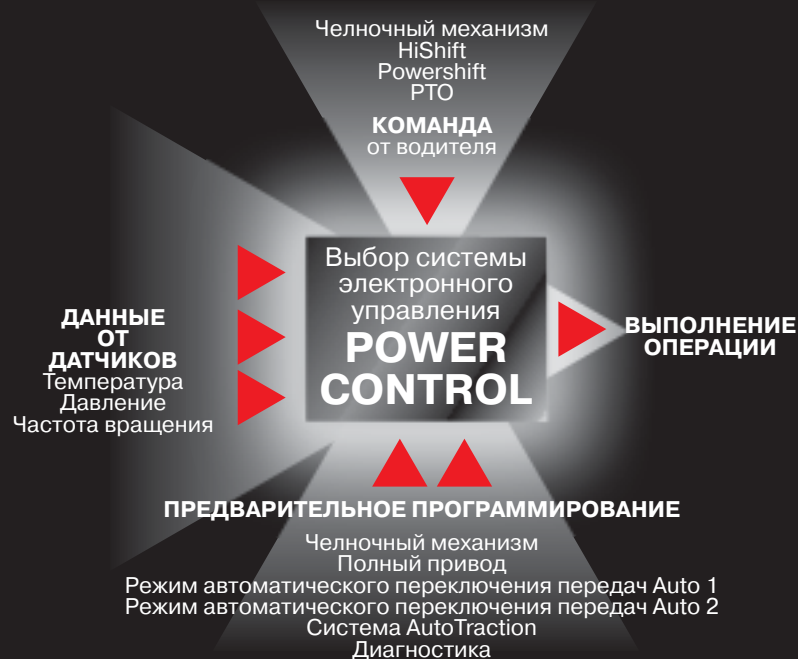 Челночный механизм
HiShift
Powershift
PTO
КОМАНДА
от водителя
Выбор системы
электронного
управления
POWER
CONTROL
ДАННЫЕ
ОТ
ДАТЧИКОВ
Температура
Давление
Частота вращения
ВЫПОЛНЕНИЕ
ОПЕРАЦИИ
ПРЕДВАРИТЕЛЬНОЕ ПРОГРАММИРОВАНИЕ
Челночный механизм
Полный привод
Режим автоматического переключения передач Auto 1
Режим автоматического переключения передач Auto 2
Система AutoTraction
Диагностика